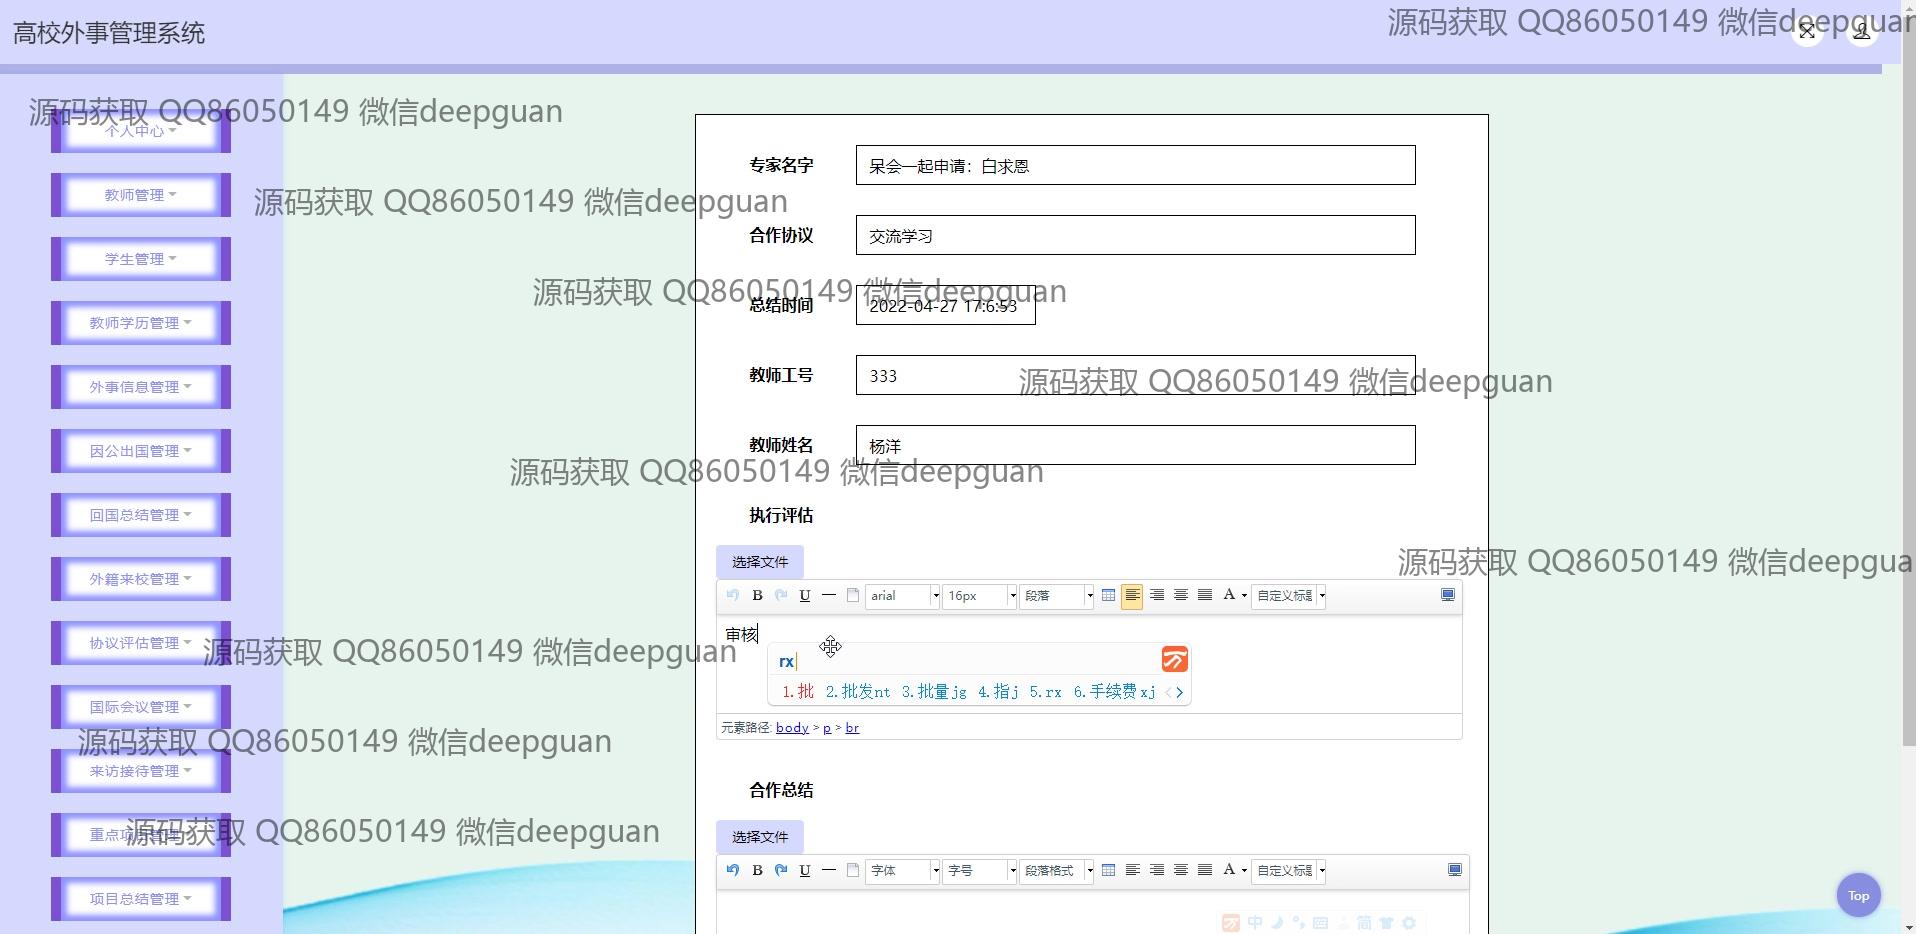 高校外事管理系统
源码获取 QQ86050149 微信deepguan
源码获取 QQ86050149 微信deepguan
个人中心
教师管理
源码获取 QQ86050149 微信deepguan
学生管理
教师学历管理
外事信息管理
因公出国管理
回国总结管理
外籍来校管理
协议评估管理
国际会议管理
来访接待管理
重点项目管理
项目总结管理
专家名字
呆会一起申请：白求恩
合作协议
交流学习
源码获取 QQ86050149 微信deepguan
总结时间
2022-04-27 17:6:53
教师工号
333
源码获取 QQ86050149 微信deepguan
教师姓名
杨洋
源码获取 QQ86050149 微信deepguan
执行评估
源码获取 QQ86050149 微信deepgua
选择文件
B U arial 16px 段落 A 自定义标题
审核
rx
1.批 2.批发nt 3.批量jg 4.指j 5.rx 6.手续费xj
源码获取 QQ86050149 微信deepguan
元素路径: body > p > br
源码获取 QQ86050149 微信deepguan
合作总结
源码获取 QQ86050149 微信deepguan
选择文件
B U 字体 字号 段落格式 A 自定义标题
Top
中 简